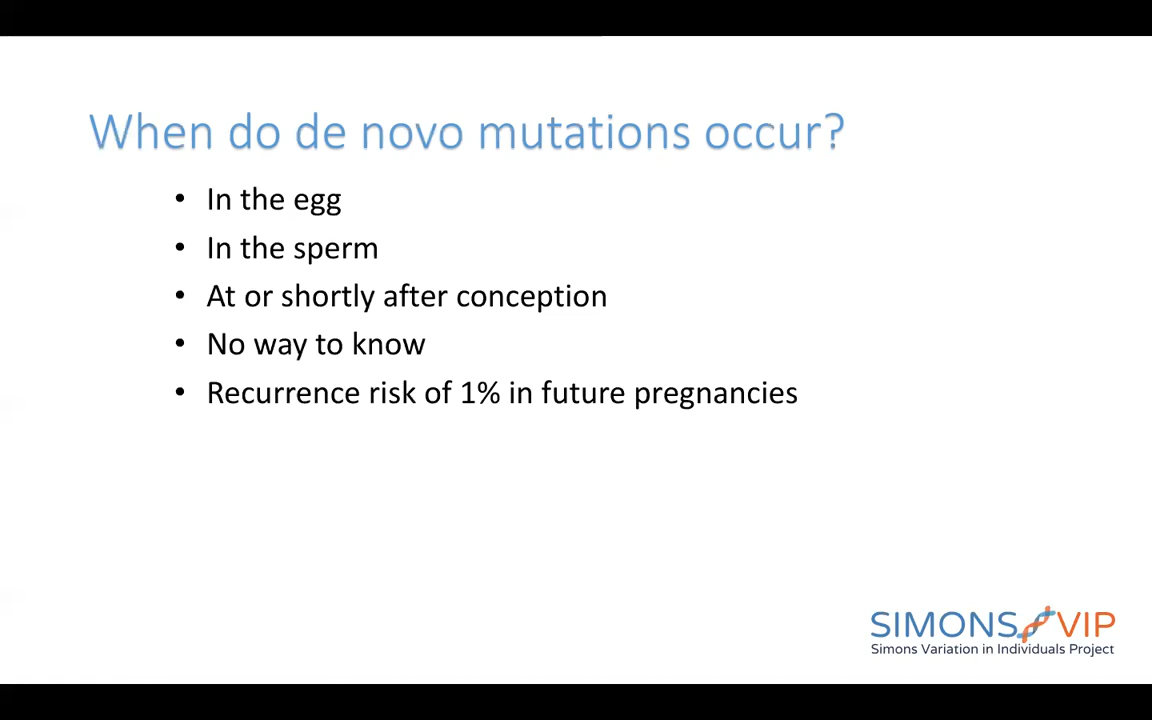 When do de novo mutations occur?
• In the egg
• In the sperm
• At or shortly after conception
• No way to know
• Recurrence risk of 1% in future pregnancies
SIMONS VIP
Simons Variation in Individuals Project